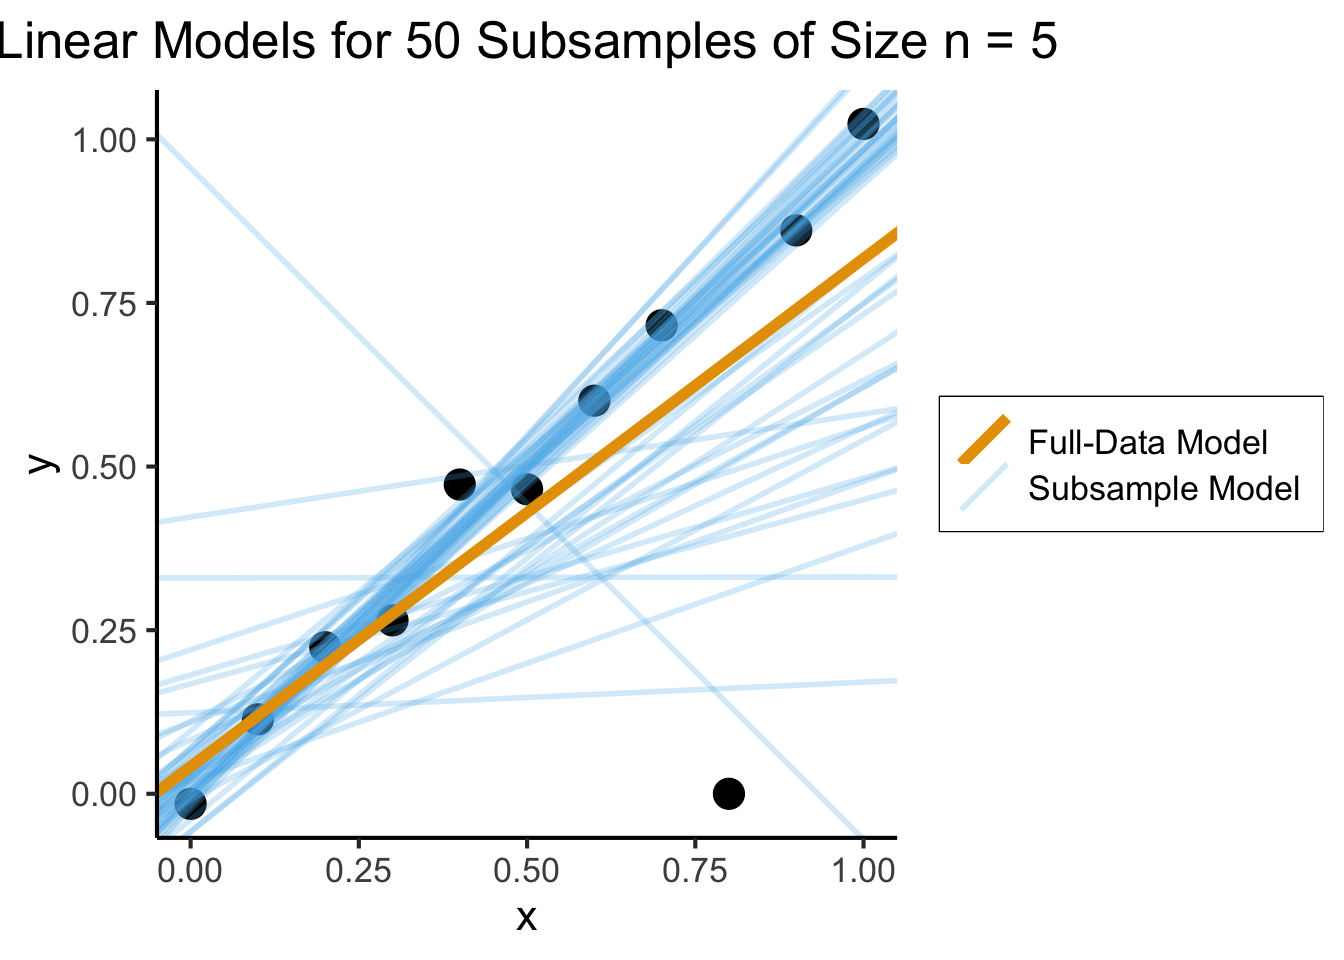 Linear Models for 50 Subsamples of Size n = 5
1.00
0.75
0.50
0.25
0.00
y
0.00 0.25 0.50 0.75 1.00
x
Full-Data Model
Subsample Model